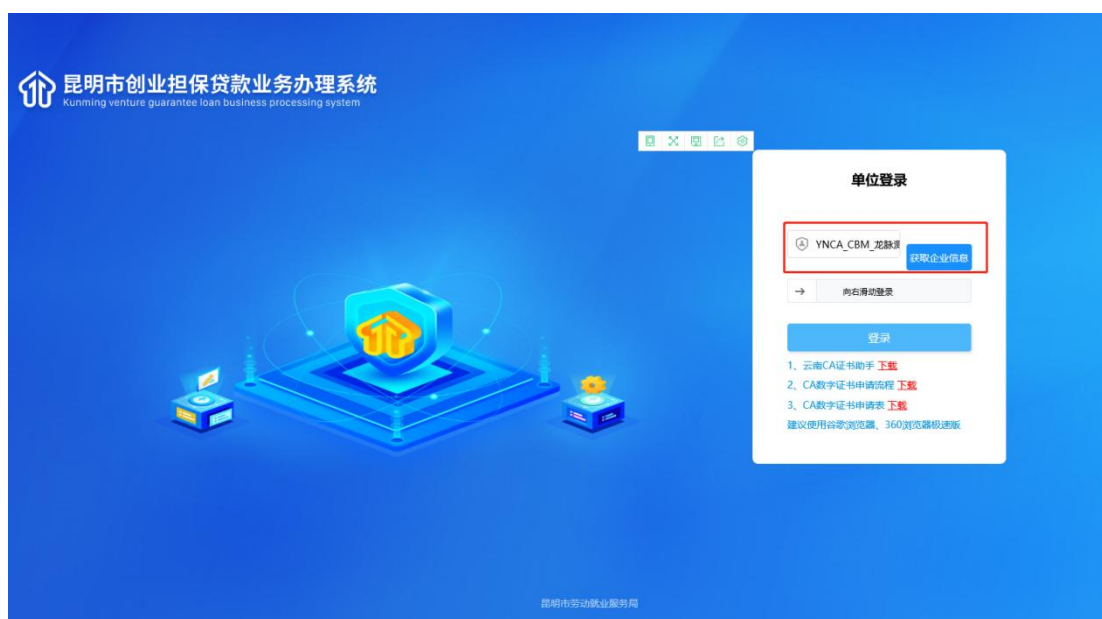 昆明市创业担保贷款业务办理系统
Kunming venture guarantee loan business processing system
单位登录
YNCA_CBM_龙脉
获取企业信息
向右滑动登录
登录
1、云南CA证书助手 下载
2、CA数字证书申请流程 下载
3、CA数字证书申请表 下载
建议使用谷歌浏览器、360浏览器极速版
昆明市劳动就业服务局